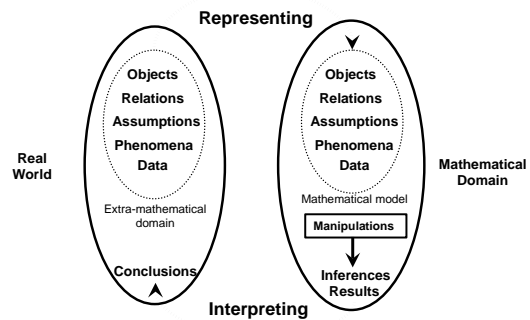 Representing
Real
World
Objects
Relations
Assumptions
Phenomena
Data
Extra-mathematical
domain
Conclusions
Objects
Relations
Assumptions
Phenomena
Data
Mathematical model
Manipulations
Inferences
Results
Mathematical
Domain
Interpreting